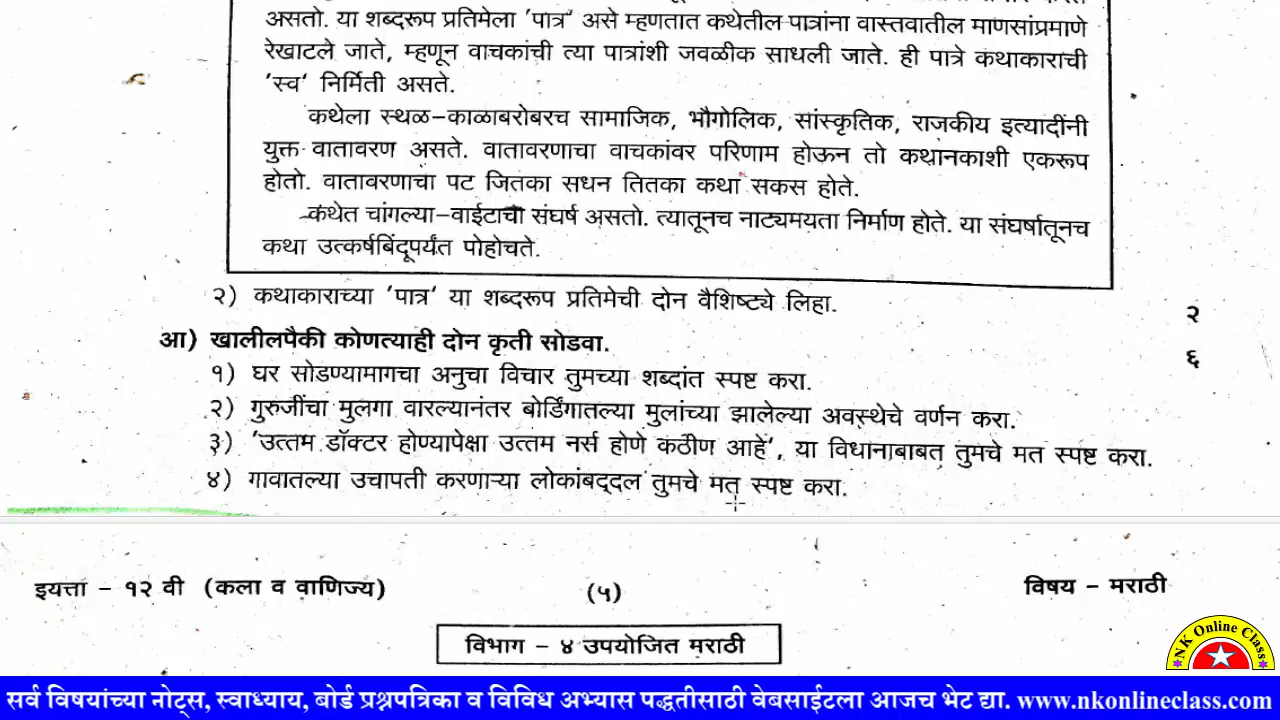 असतो. या शब्दरूप प्रतिमेला 'पात्र' असे म्हणतात कथेतील पात्रांना वास्तवातील माणसांप्रमाणे
रेखाटले जाते, म्हणून वाचकांची त्या पात्रांशी जवळीक साधली जाते. ही पात्रे कथाकाराची
'स्व' निर्मिती असते.
कथेला स्थळ-काळाबरोबरच सामाजिक, भौगोलिक, सांस्कृतिक, राजकीय इत्यादींनी
युक्त वातावरण असते. वातावरणाचा वाचकांवर परिणाम होऊन तो कथानकाशी एकरूप
होतो. वातावरणाचा पट जितका सधन तितका कथा सकस होते.
कथेत चांगल्या-वाईटाचा संघर्ष असतो. त्यातूनच नाट्यमयता निर्माण होते. या संघर्षातूनच
कथा उत्कर्षबिंदूपर्यंत पोहोचते.
२) कथाकाराच्या 'पात्र' या शब्दरूप प्रतिमेची दोन वैशिष्ट्ये लिहा. २
आ) खालीलपैकी कोणत्याही दोन कृती सोडवा. ६
१) घर सोडण्यामागचा अनुचा विचार तुमच्या शब्दांत स्पष्ट करा.
२) गुरुजींचा मुलगा वारल्यानंतर बोर्डिंगातल्या मुलांच्या झालेल्या अवस्थेचे वर्णन करा.
३) 'उत्तम डॉक्टर होण्यापेक्षा उत्तम नर्स होणे कठीण आहे', या विधानाबाबत तुमचे मत स्पष्ट करा.
४) गावातल्या उचापती करणाऱ्या लोकांबद्दल तुमचे मत स्पष्ट करा.
इयत्ता - १२ वी (कला व वाणिज्य) (५) विषय - मराठी
विभाग - ४ उपयोजित मराठी
NK Online Class
सर्व विषयांच्या नोट्स, स्वाध्याय, बोर्ड प्रश्नपत्रिका व विविध अभ्यास पद्धतीसाठी वेबसाईटला आजच भेट द्या. www.nkonlineclass.com